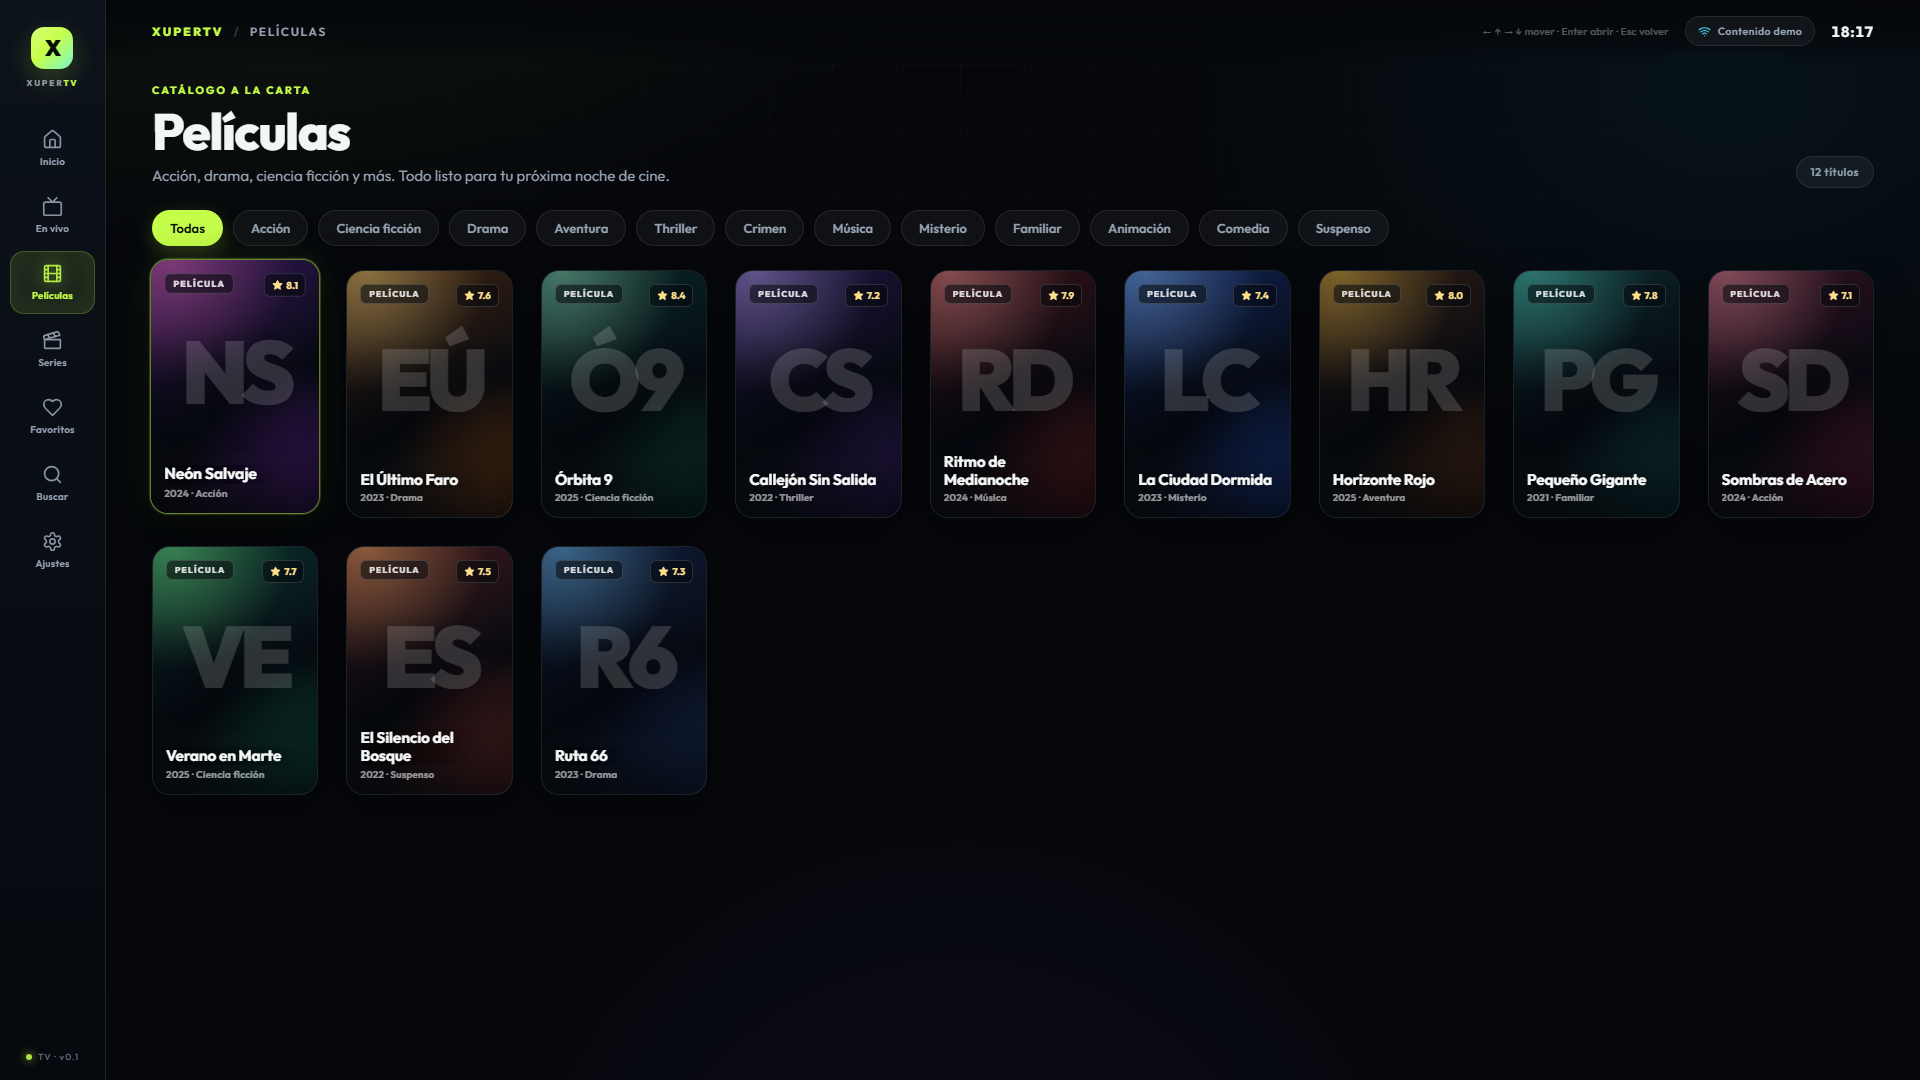 X
XUPERTV
Inicio
En vivo
Películas
Series
Favoritos
Buscar
Ajustes
TV · v0.1
XUPERTV / PELÍCULAS
← ↑ → ↓ mover · Enter abrir · Esc volver
Contenido demo
18:17
CATÁLOGO A LA CARTA
Películas
Acción, drama, ciencia ficción y más. Todo listo para tu próxima noche de cine.
12 títulos
Todas
Acción
Ciencia ficción
Drama
Aventura
Thriller
Crimen
Música
Misterio
Familiar
Animación
Comedia
Suspenso
PELÍCULA
8.1
NS
Neón Salvaje
2024 · Acción
PELÍCULA
7.6
EÚ
El Último Faro
2023 · Drama
PELÍCULA
8.4
Ó9
Órbita 9
2025 · Ciencia ficción
PELÍCULA
7.2
CS
Callejón Sin Salida
2022 · Thriller
PELÍCULA
7.9
RD
Ritmo de
Medianoche
2024 · Música
PELÍCULA
7.4
LC
La Ciudad Dormida
2023 · Misterio
PELÍCULA
8.0
HR
Horizonte Rojo
2025 · Aventura
PELÍCULA
7.8
PG
Pequeño Gigante
2021 · Familiar
PELÍCULA
7.1
SD
Sombras de Acero
2024 · Acción
PELÍCULA
7.7
VE
Verano en Marte
2025 · Ciencia ficción
PELÍCULA
7.5
ES
El Silencio del
Bosque
2022 · Suspenso
PELÍCULA
7.3
R6
Ruta 66
2023 · Drama